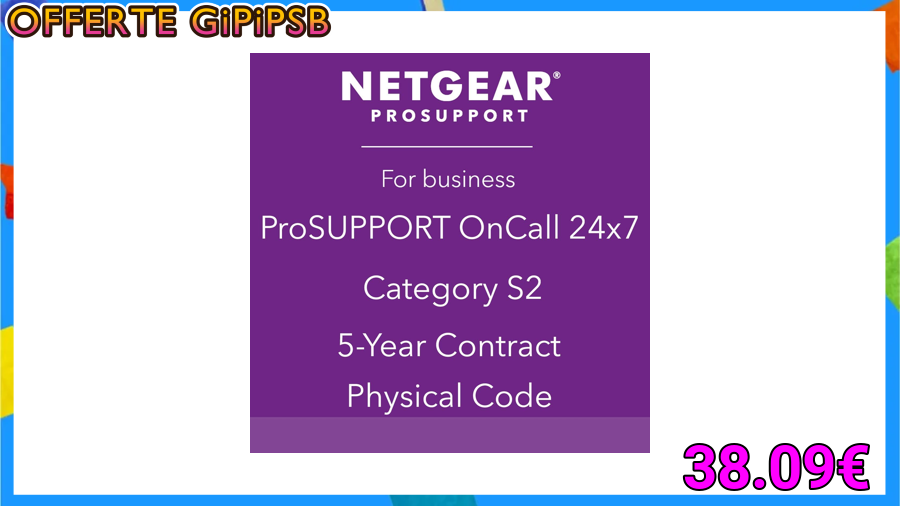 OFFERTE GiPiPSB
NETGEAR®
PROSUPPORT
For business
ProSUPPORT OnCall 24x7
Category S2
5-Year Contract
Physical Code
38.09€